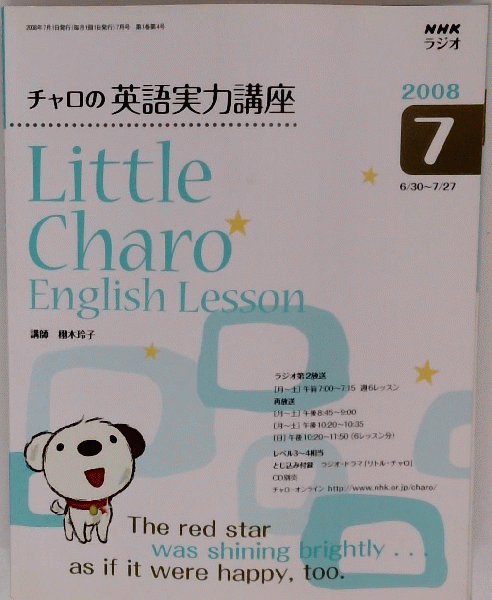 2008年7月1日発行(毎月1回1日発行)7月号 第1巻第4号
NHK
ラジオ
チャロの 英語実力講座
2008
7
6/30~7/27
Little
Charo
English Lesson
講師 栩木玲子
ラジオ第2放送
[月~土]午前7:00~7:15 週6レッスン
再放送
[月~土]午後8:45~9:00
[月~土]午後10:20~10:35
[日]午後10:20~11:50(6レッスン分)
レベル3~4相当
とじ込み付録 ラジオ・ドラマ「リトル・チャロ」
CD別売
チャロ・オンライン http://www.nhk.or.jp/charo/
The red star
was shining brightly . . .
as if it were happy, too.